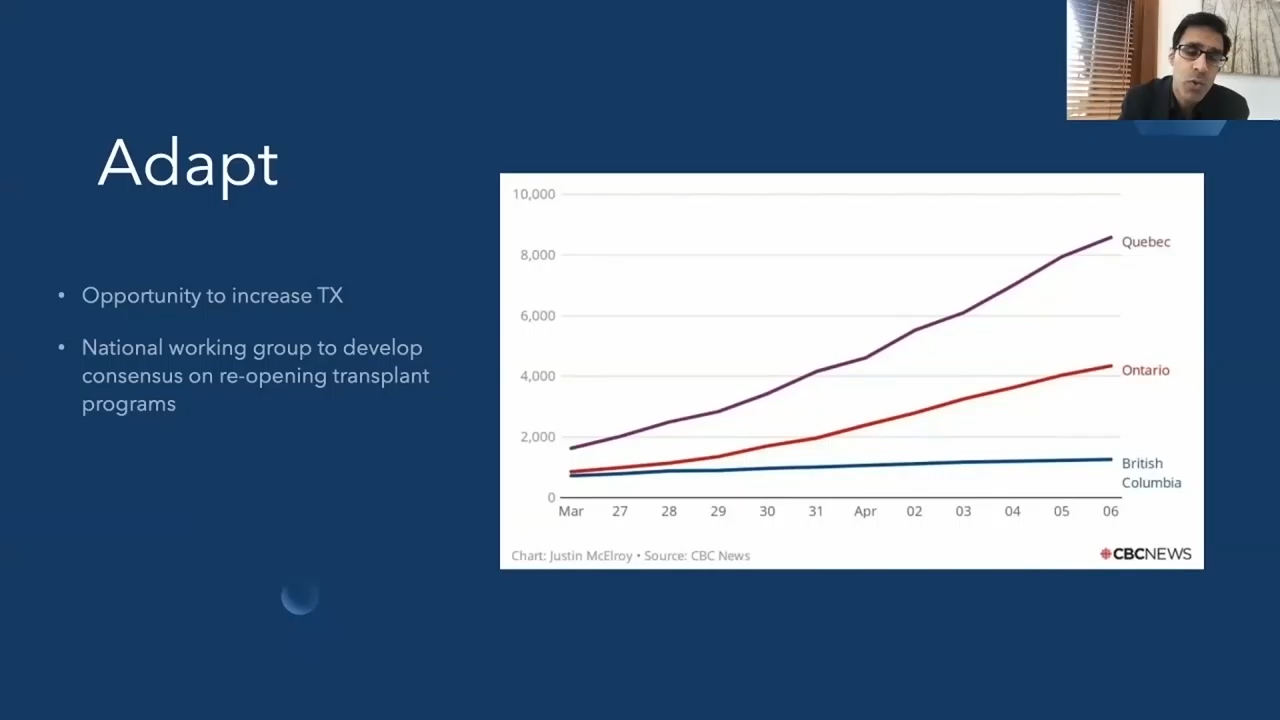 Adapt
• Opportunity to increase TX
• National working group to develop
consensus on re-opening transplant
programs
10,000
8,000
6,000
4,000
2,000
0
Quebec
Ontario
British
Columbia
Mar 27 28 29 30 31 Apr 02 03 04 05 06
Chart: Justin McElroy • Source: CBC News
CBCNEWS